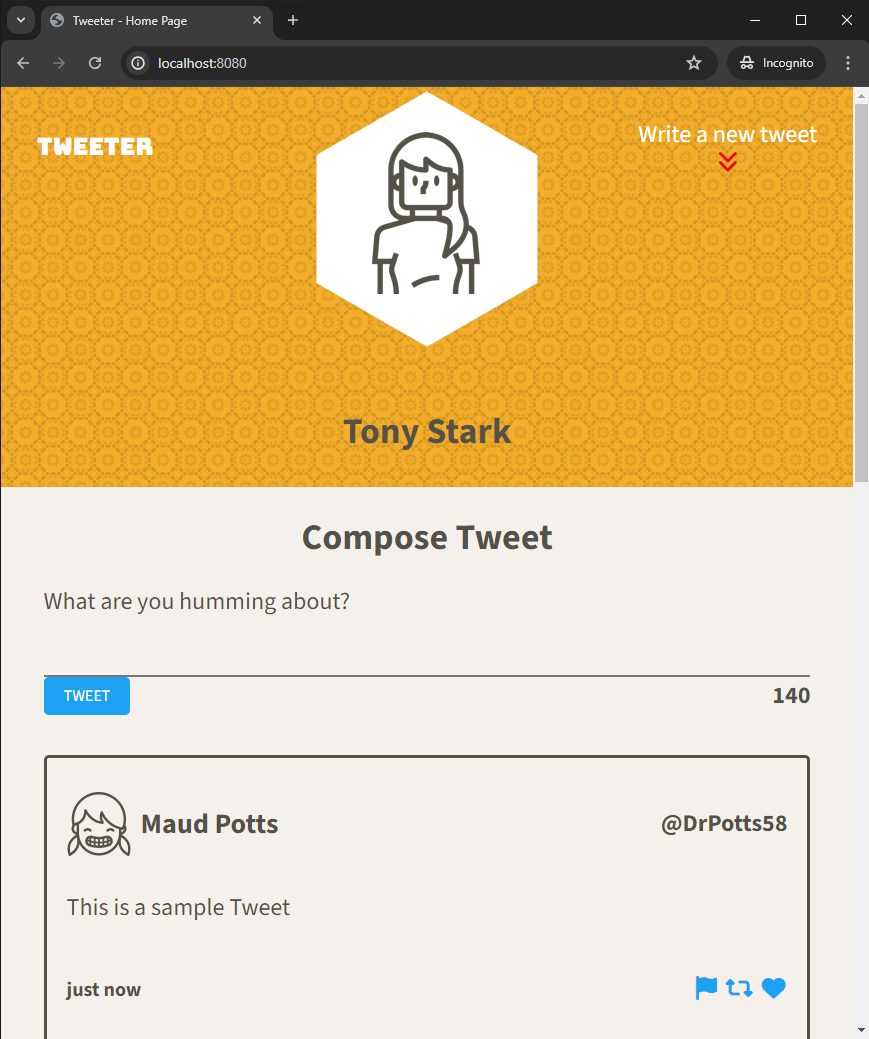 Tweeter - Home Page
localhost:8080
Incognito
TWEETER
Write a new tweet
Tony Stark
Compose Tweet
What are you humming about?
TWEET
140
Maud Potts
@DrPotts58
This is a sample Tweet
just now